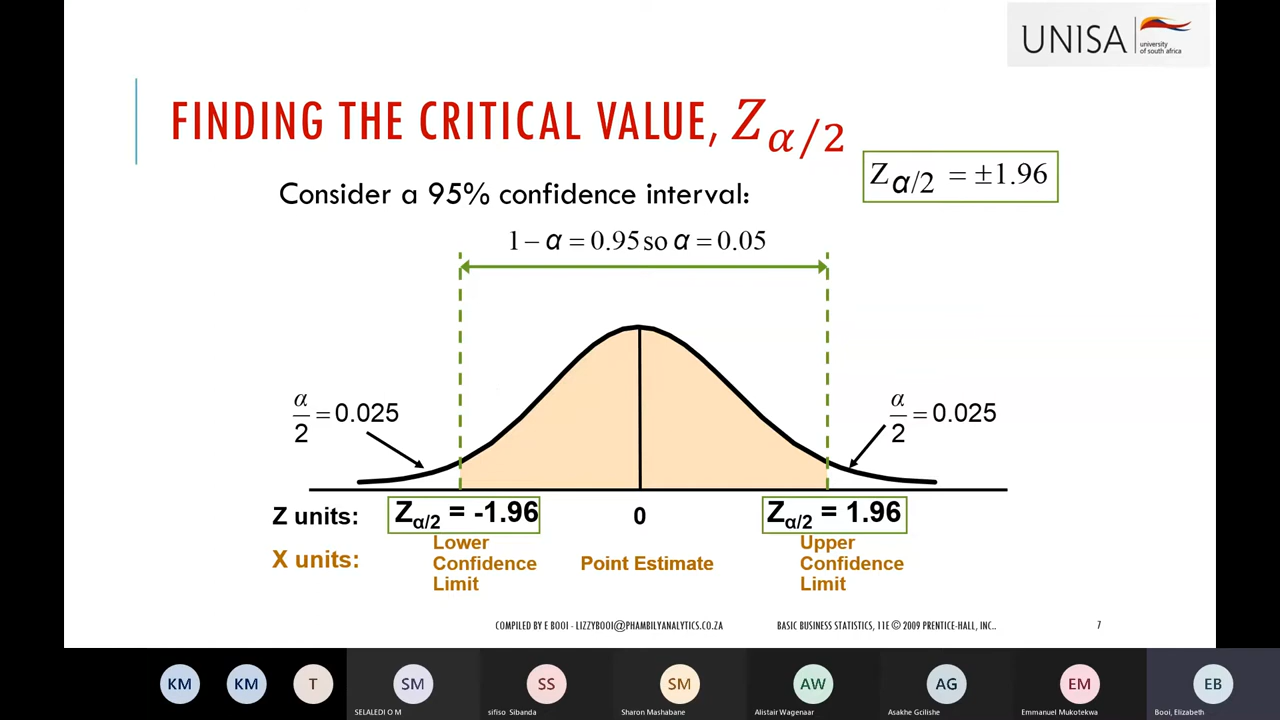 UNISA
university
of south africa
FINDING THE CRITICAL VALUE, Zα/2
Zα/2 = ±1.96
Consider a 95% confidence interval:
1 − α = 0.95 so α = 0.05
α/2 = 0.025
α/2 = 0.025
Z units: Zα/2 = -1.96 0 Zα/2 = 1.96
X units: Lower Confidence Limit Point Estimate Upper Confidence Limit
COMPILED BY E BOOI - LIZZYBOOI@PHAMBILYANALYTICS.CO.ZA BASIC BUSINESS STATISTICS, 11E © 2009 PRENTICE-HALL, INC.. 7
KM KM T SM SS SM AW AG EM EB
SELALEDI O M sifiso Sibanda Sharon Mashabane Alistair Wagenaar Asakhe Gcilishe Emmanuel Mukotekwa Booi, Elizabeth